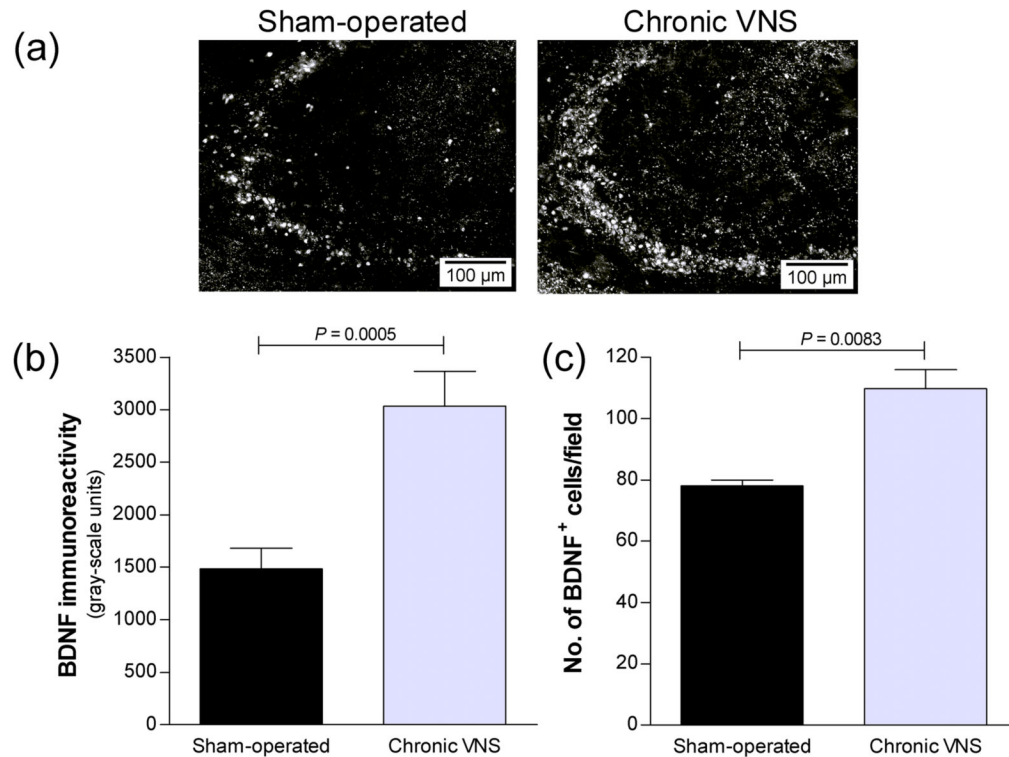 Sham-operated
Chronic VNS
(a)
100 µm
100 µm
(b)
P = 0.0005
BDNF immunoreactivity
(gray-scale units)
3500
3000
2500
2000
1500
1000
500
0
Sham-operated
Chronic VNS
(c)
P = 0.0083
No. of BDNF⁺ cells/field
120
100
80
60
40
20
0
Sham-operated
Chronic VNS